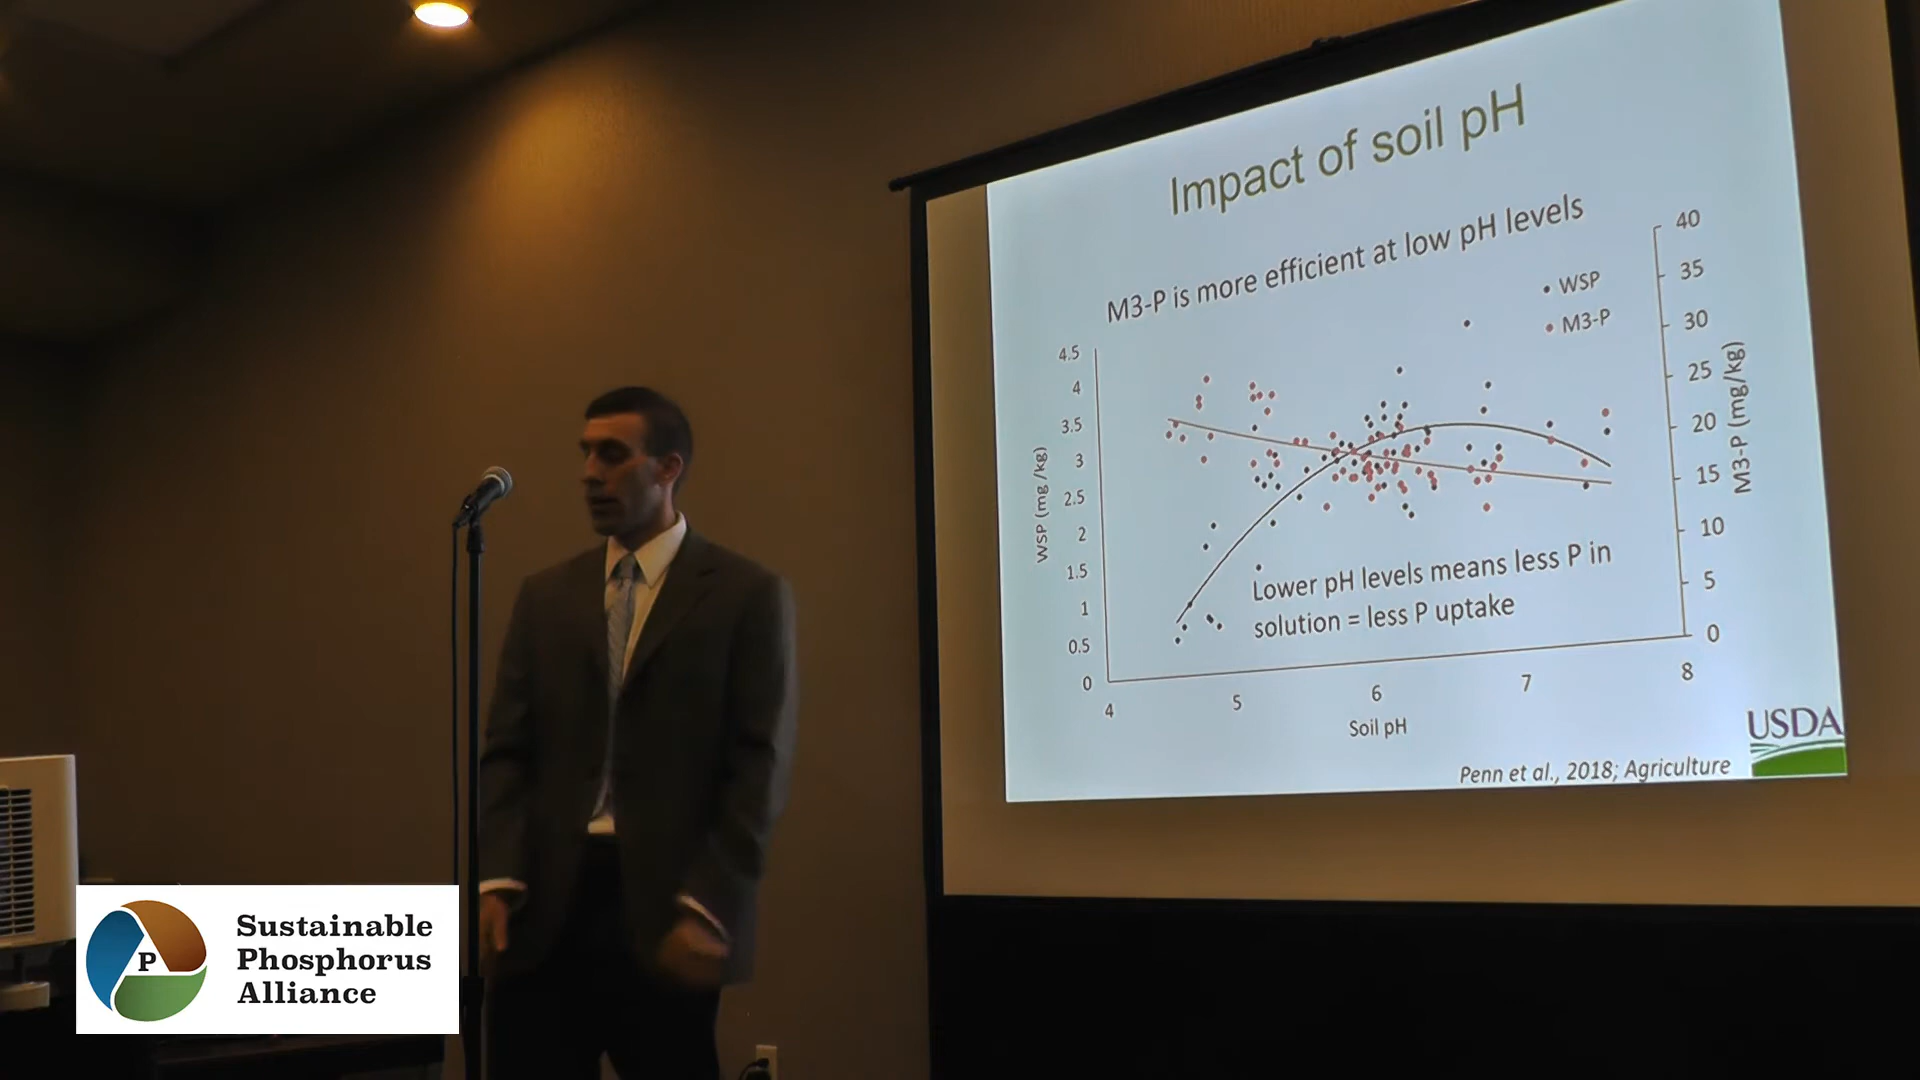 Impact of soil pH
M3-P is more efficient at low pH levels
WSP
M3-P
4.5
4
3.5
3
2.5
2
1.5
1
0.5
0
WSP (mg/kg)
40
35
30
25
20
15
10
5
0
M3-P (mg/kg)
Lower pH levels means less P in
solution = less P uptake
4
5
6
7
8
Soil pH
USDA
Penn et al., 2018; Agriculture
P
Sustainable
Phosphorus
Alliance